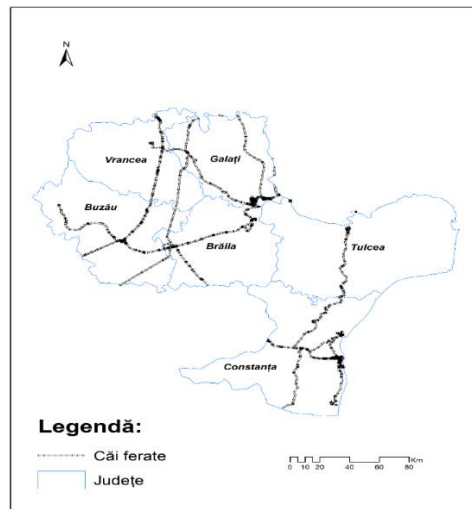 N
Vrancea
Galați
Buzău
Brăila
Tulcea
Constanța
Legendă:
Căi ferate
Județe
0 10 20 40 60 80
Km